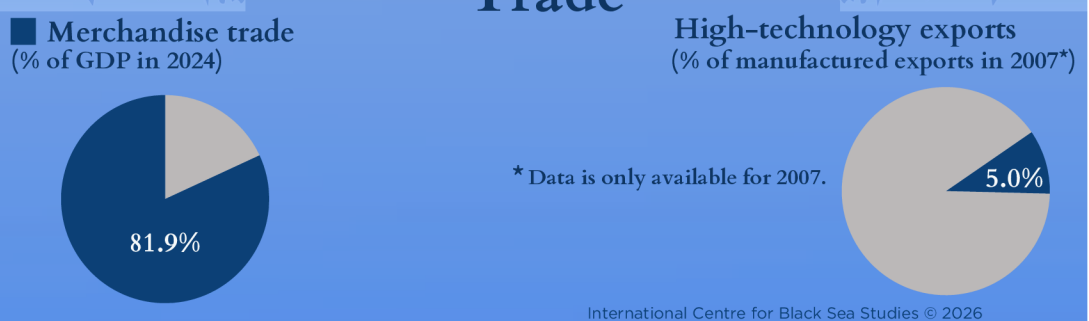 Trade
Merchandise trade
(% of GDP in 2024)
81.9%
High-technology exports
(% of manufactured exports in 2007*)
5.0%
* Data is only available for 2007.
International Centre for Black Sea Studies © 2026